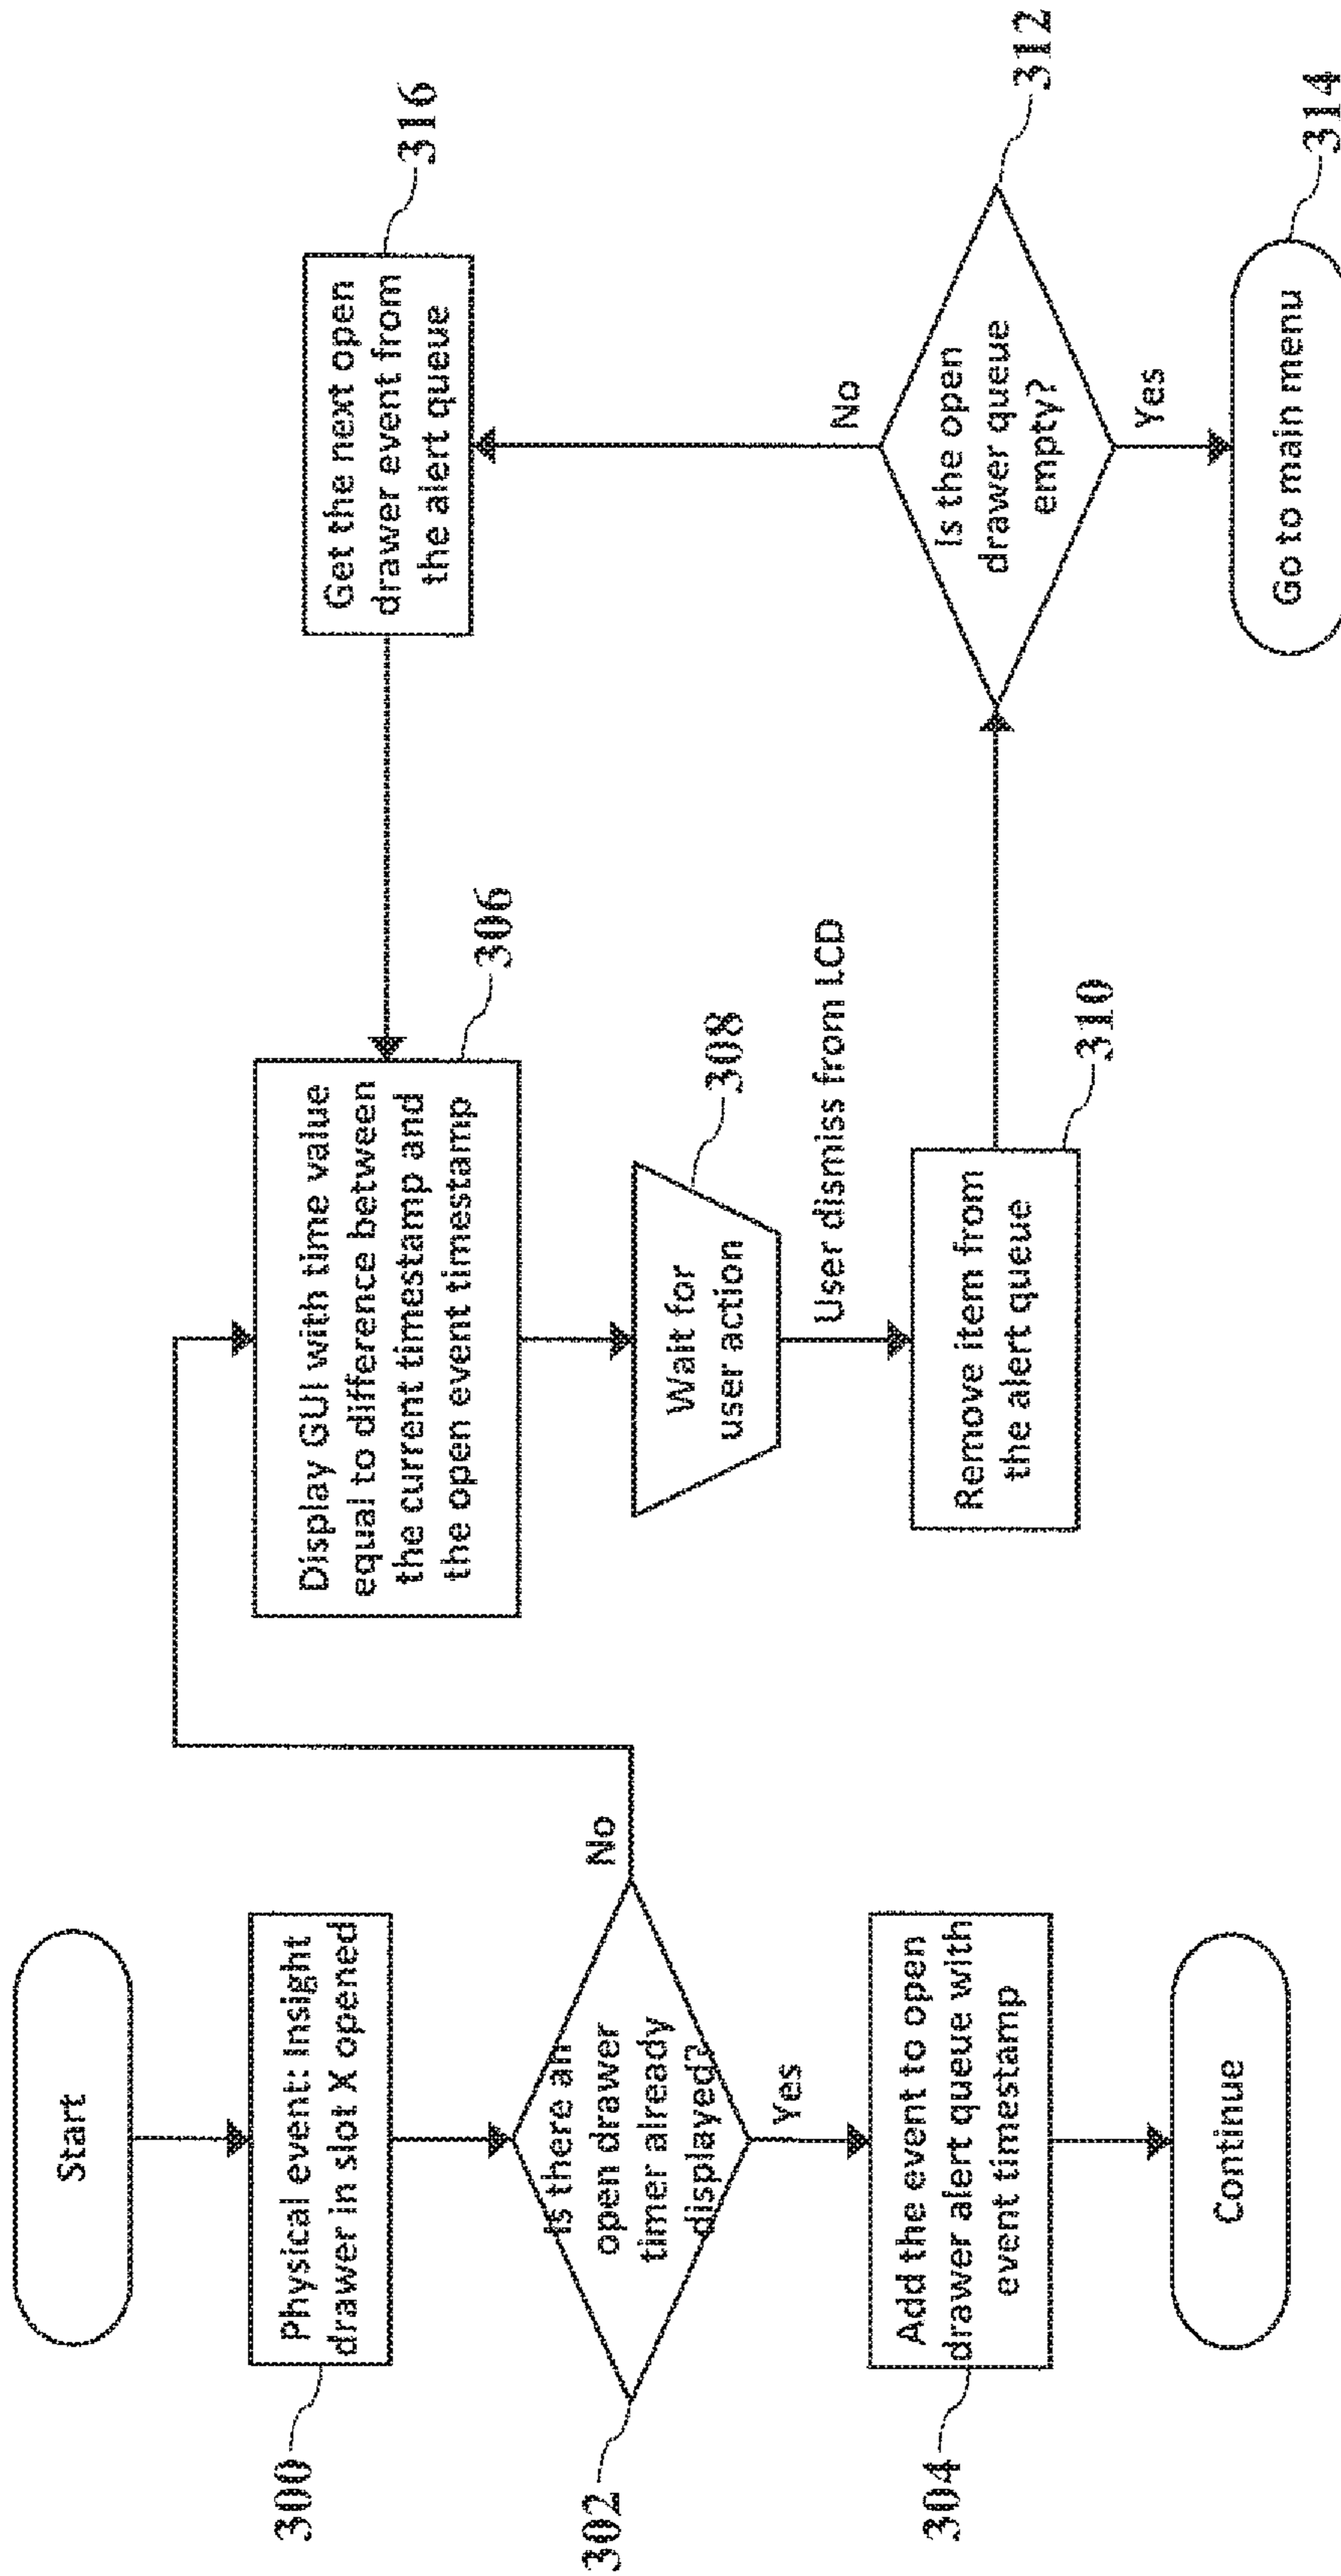 Start
300
Physical event: Insight
drawer in slot X opened
302
Is there an
open drawer
timer already
displayed?
No
Yes
304
Add the event to open
drawer alert queue with
event timestamp
Continue
Display GUI with time value
equal to difference between
the current timestamp and
the open event timestamp
306
Wait for
user action
308
User dismiss from LCD
Remove item from
the alert queue
310
Get the next open
drawer event from
the alert queue
316
No
Is the open
drawer queue
empty?
312
Yes
Go to main menu
314